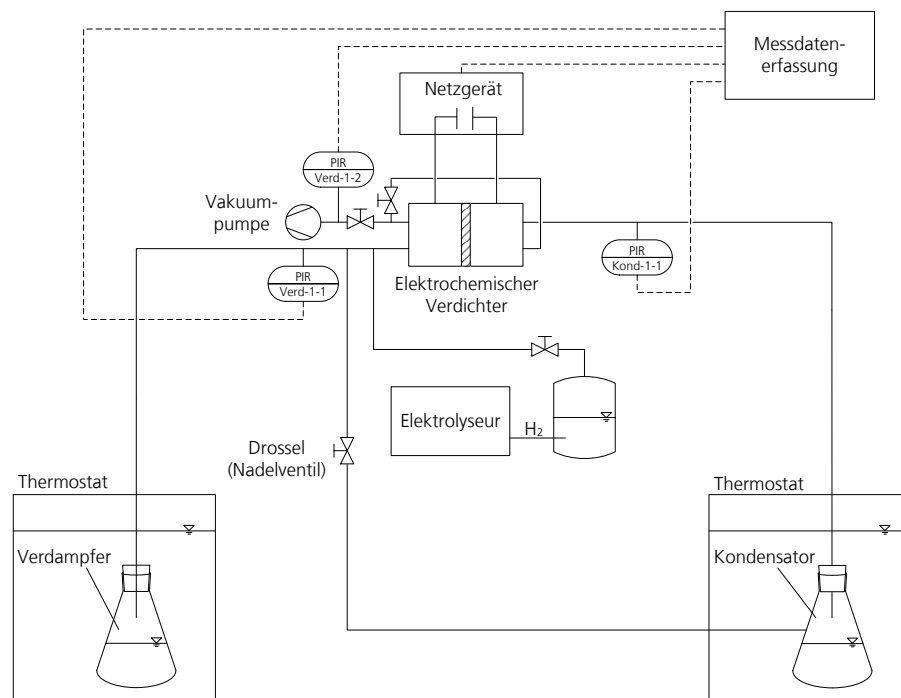 Messdaten-
erfassung
Netzgerät
PIR
Verd-1-2
Vakuum-
pumpe
PIR
Verd-1-1
PIR
Kond-1-1
Elektrochemischer
Verdichter
Elektrolyseur
H₂
Drossel
(Nadelventil)
Thermostat
Verdampfer
Thermostat
Kondensator